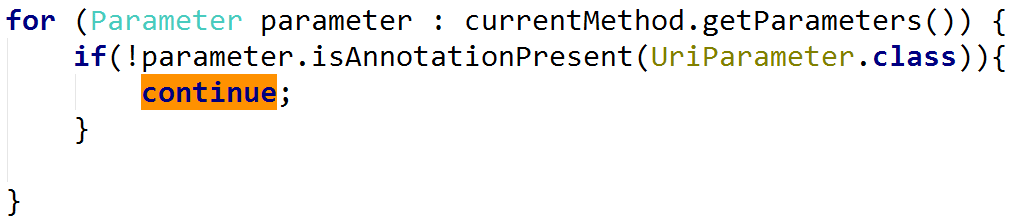 for (Parameter parameter : currentMethod.getParameters()) {
    if(!parameter.isAnnotationPresent(UriParameter.class)){
        continue;
    }
}